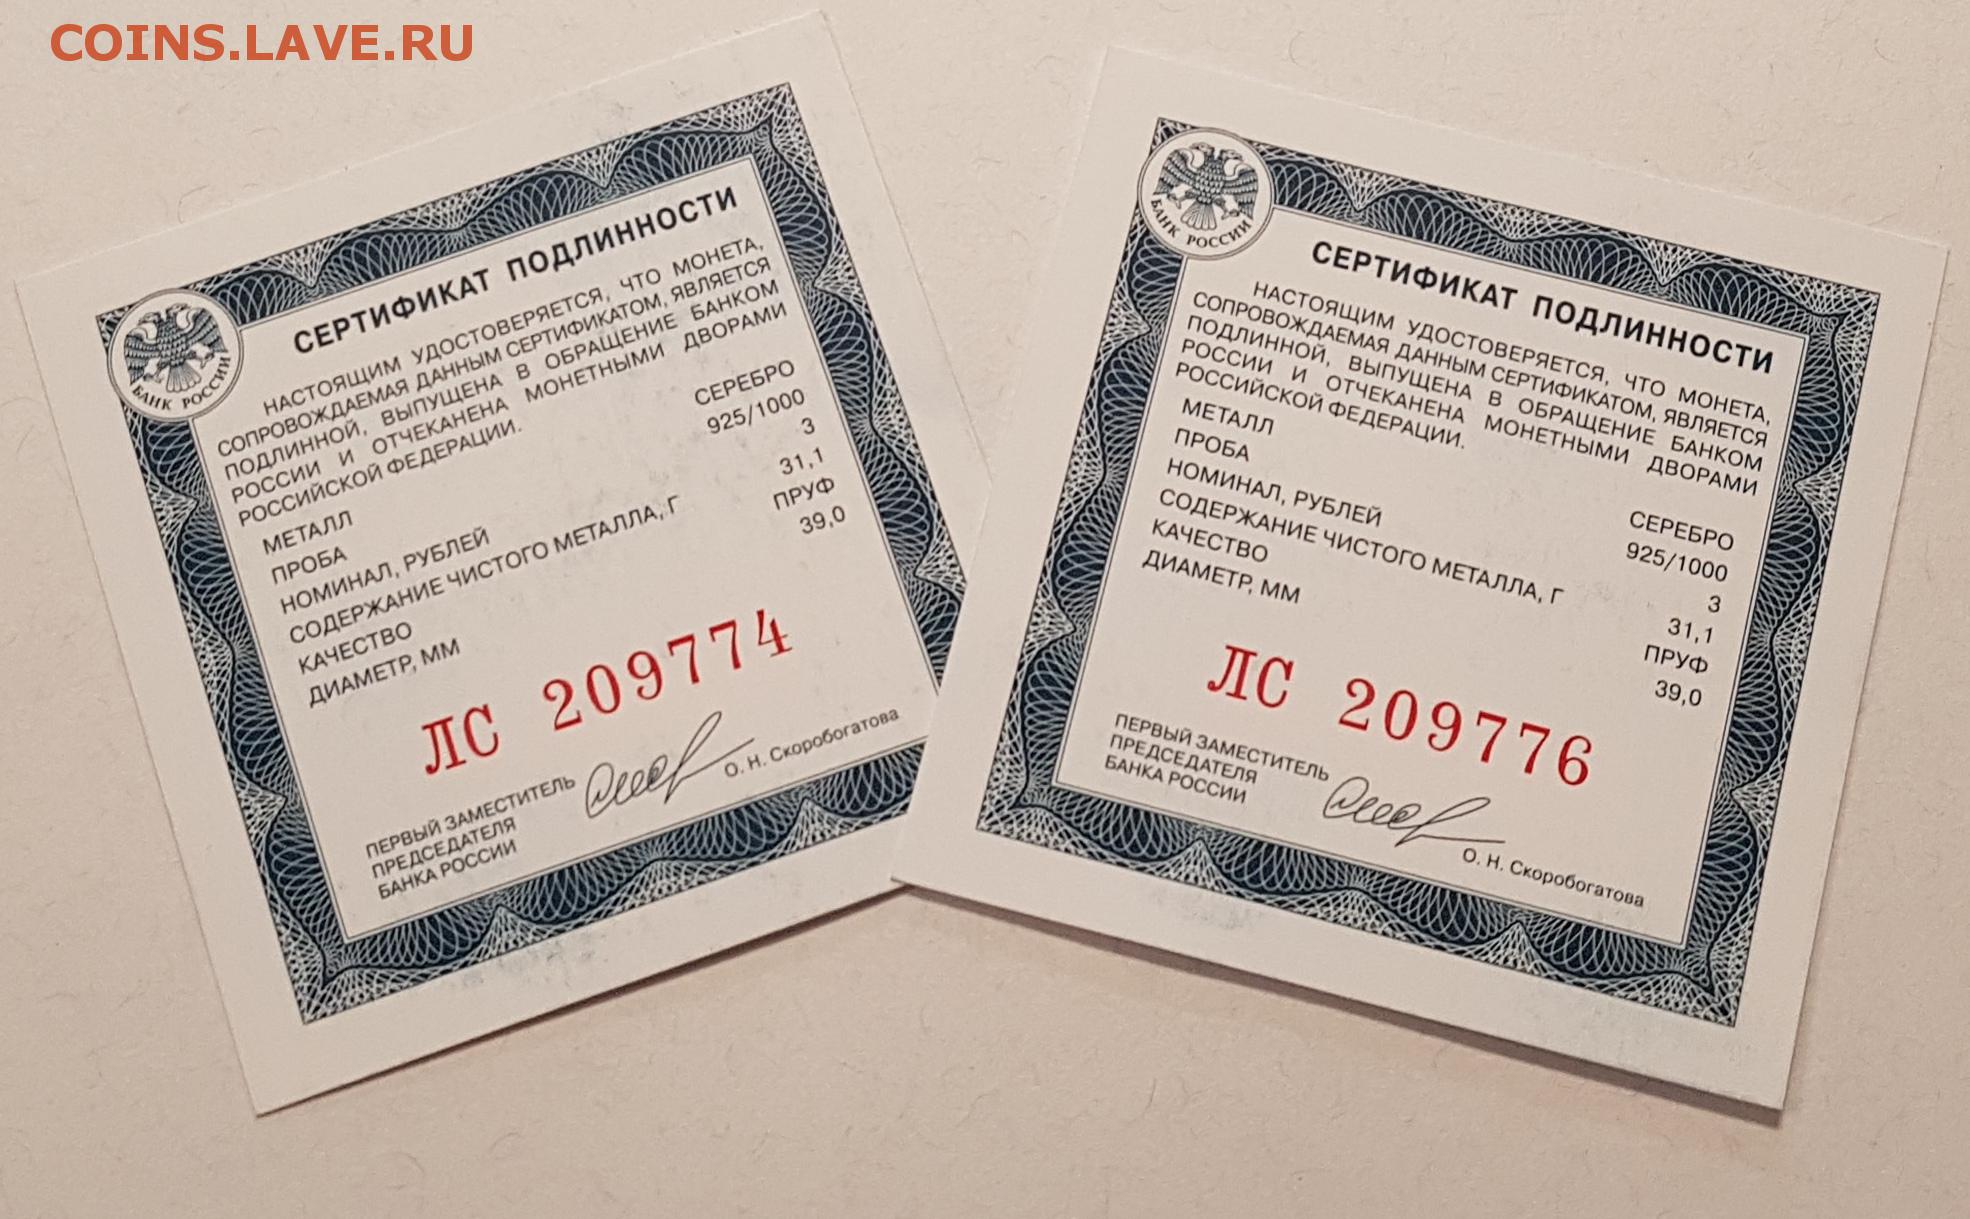 COINS.LAVE.RU
БАНК РОССИИ
СЕРТИФИКАТ ПОДЛИННОСТИ
НАСТОЯЩИМ УДОСТОВЕРЯЕТСЯ, ЧТО МОНЕТА,
СОПРОВОЖДАЕМАЯ ДАННЫМ СЕРТИФИКАТОМ, ЯВЛЯЕТСЯ
ПОДЛИННОЙ, ВЫПУЩЕНА В ОБРАЩЕНИЕ БАНКОМ
РОССИИ И ОТЧЕКАНЕНА МОНЕТНЫМИ ДВОРАМИ
РОССИЙСКОЙ ФЕДЕРАЦИИ.
МЕТАЛЛ СЕРЕБРО
ПРОБА 925/1000
НОМИНАЛ, РУБЛЕЙ 3
СОДЕРЖАНИЕ ЧИСТОГО МЕТАЛЛА, Г 31,1
КАЧЕСТВО ПРУФ
ДИАМЕТР, ММ 39,0
ЛС 209774
ПЕРВЫЙ ЗАМЕСТИТЕЛЬ
ПРЕДСЕДАТЕЛЯ
БАНКА РОССИИ
О. Н. Скоробогатова
БАНК РОССИИ
СЕРТИФИКАТ ПОДЛИННОСТИ
НАСТОЯЩИМ УДОСТОВЕРЯЕТСЯ, ЧТО МОНЕТА,
СОПРОВОЖДАЕМАЯ ДАННЫМ СЕРТИФИКАТОМ, ЯВЛЯЕТСЯ
ПОДЛИННОЙ, ВЫПУЩЕНА В ОБРАЩЕНИЕ БАНКОМ
РОССИИ И ОТЧЕКАНЕНА МОНЕТНЫМИ ДВОРАМИ
РОССИЙСКОЙ ФЕДЕРАЦИИ.
МЕТАЛЛ СЕРЕБРО
ПРОБА 925/1000
НОМИНАЛ, РУБЛЕЙ 3
СОДЕРЖАНИЕ ЧИСТОГО МЕТАЛЛА, Г 31,1
КАЧЕСТВО ПРУФ
ДИАМЕТР, ММ 39,0
ЛС 209776
ПЕРВЫЙ ЗАМЕСТИТЕЛЬ
ПРЕДСЕДАТЕЛЯ
БАНКА РОССИИ
О. Н. Скоробогатова